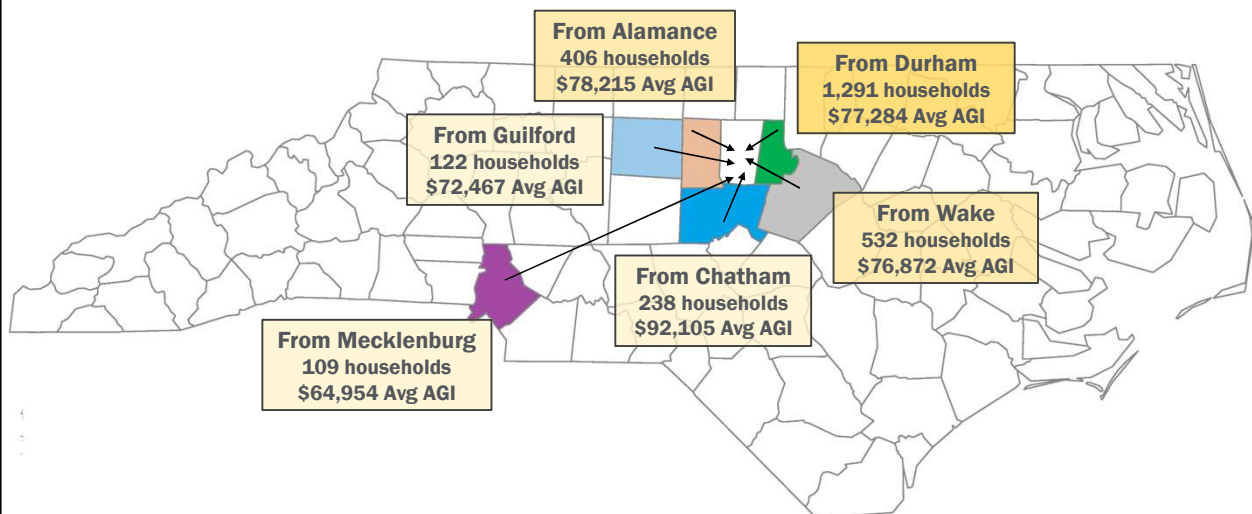 From Alamance
406 households
$78,215 Avg AGI
From Durham
1,291 households
$77,284 Avg AGI
From Guilford
122 households
$72,467 Avg AGI
From Wake
532 households
$76,872 Avg AGI
From Chatham
238 households
$92,105 Avg AGI
From Mecklenburg
109 households
$64,954 Avg AGI